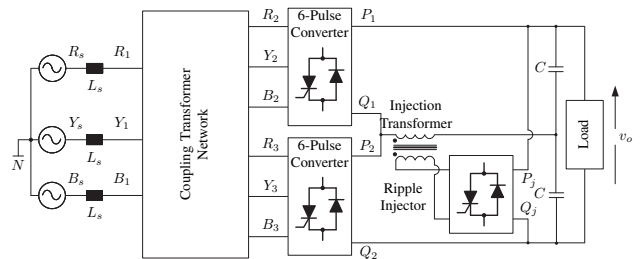 R_2
6-Pulse
Converter
P_1
R_s
R_1
L_s
Y_2
B_2
Q_1
C
Coupling Transformer
Network
Injection
Transformer
Y_s
Y_1
L_s
N
R_3
6-Pulse
Converter
P_2
Load
v_o
B_s
B_1
L_s
Y_3
B_3
Ripple
Injector
P_j
Q_j
C
Q_2